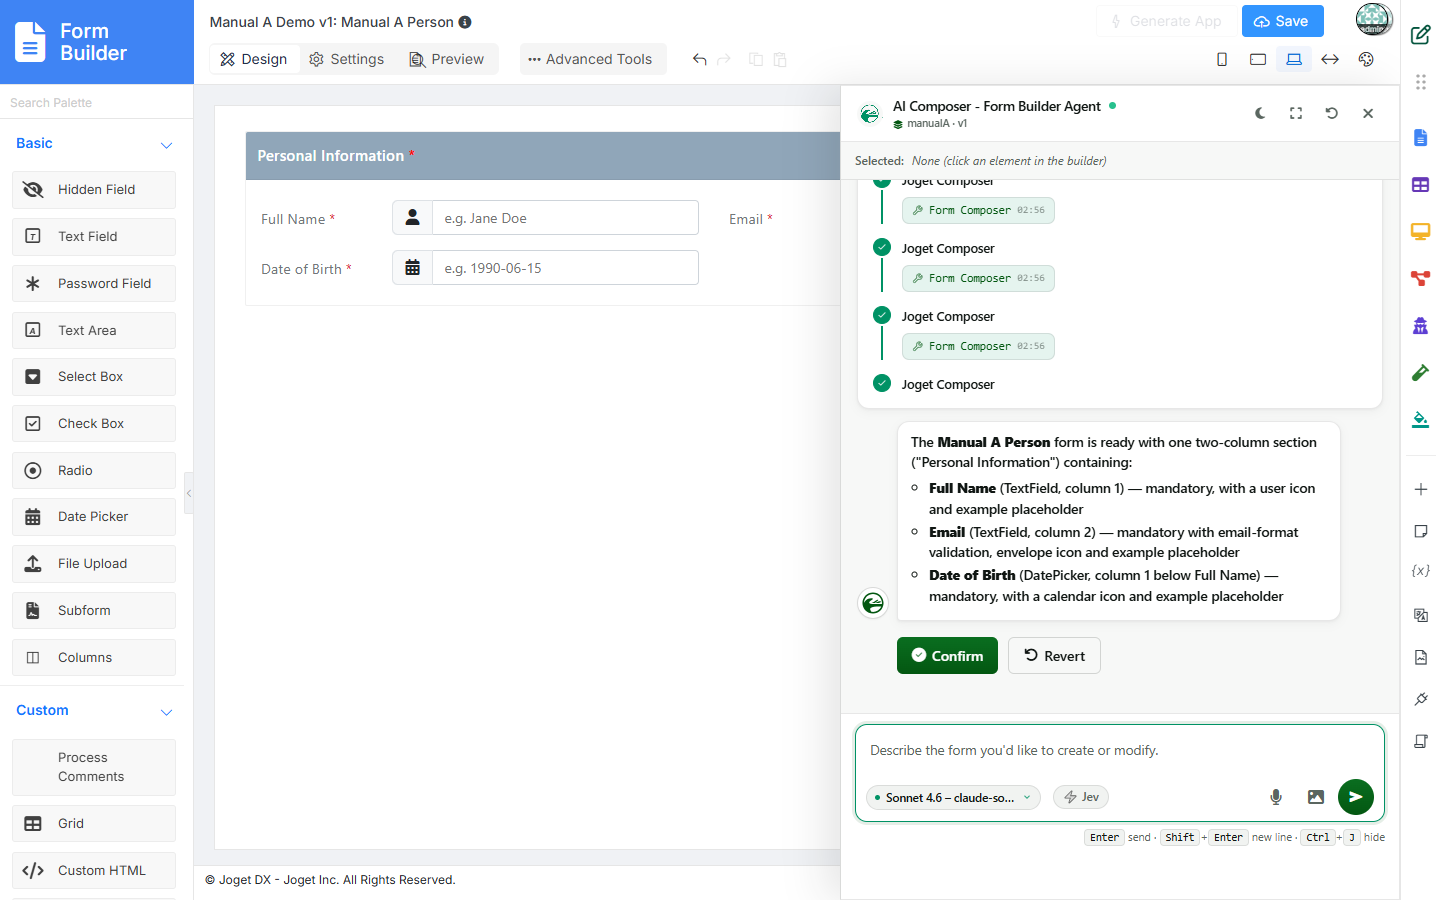 Form Builder
Manual A Demo v1: Manual A Person
Generate App
Save
admin
Design
Settings
Preview
Advanced Tools
Search Palette
Basic
Hidden Field
Text Field
Password Field
Text Area
Select Box
Check Box
Radio
Date Picker
File Upload
Subform
Columns
Custom
Process Comments
Grid
Custom HTML
Personal Information *
Full Name *
e.g. Jane Doe
Email *
Date of Birth *
e.g. 1990-06-15
© Joget DX - Joget Inc. All Rights Reserved.
AI Composer - Form Builder Agent
manualA · v1
Selected: None (click an element in the builder)
Joget Composer
Form Composer 02:56
Joget Composer
Form Composer 02:56
Joget Composer
Form Composer 02:56
Joget Composer
The Manual A Person form is ready with one two-column section
("Personal Information") containing:
Full Name (TextField, column 1) — mandatory, with a user icon
and example placeholder
Email (TextField, column 2) — mandatory with email-format
validation, envelope icon and example placeholder
Date of Birth (DatePicker, column 1 below Full Name) —
mandatory, with a calendar icon and example placeholder
Confirm
Revert
Describe the form you'd like to create or modify.
Sonnet 4.6 – claude-so...
Jev
Enter send · Shift + Enter new line · Ctrl + J hide
{x}